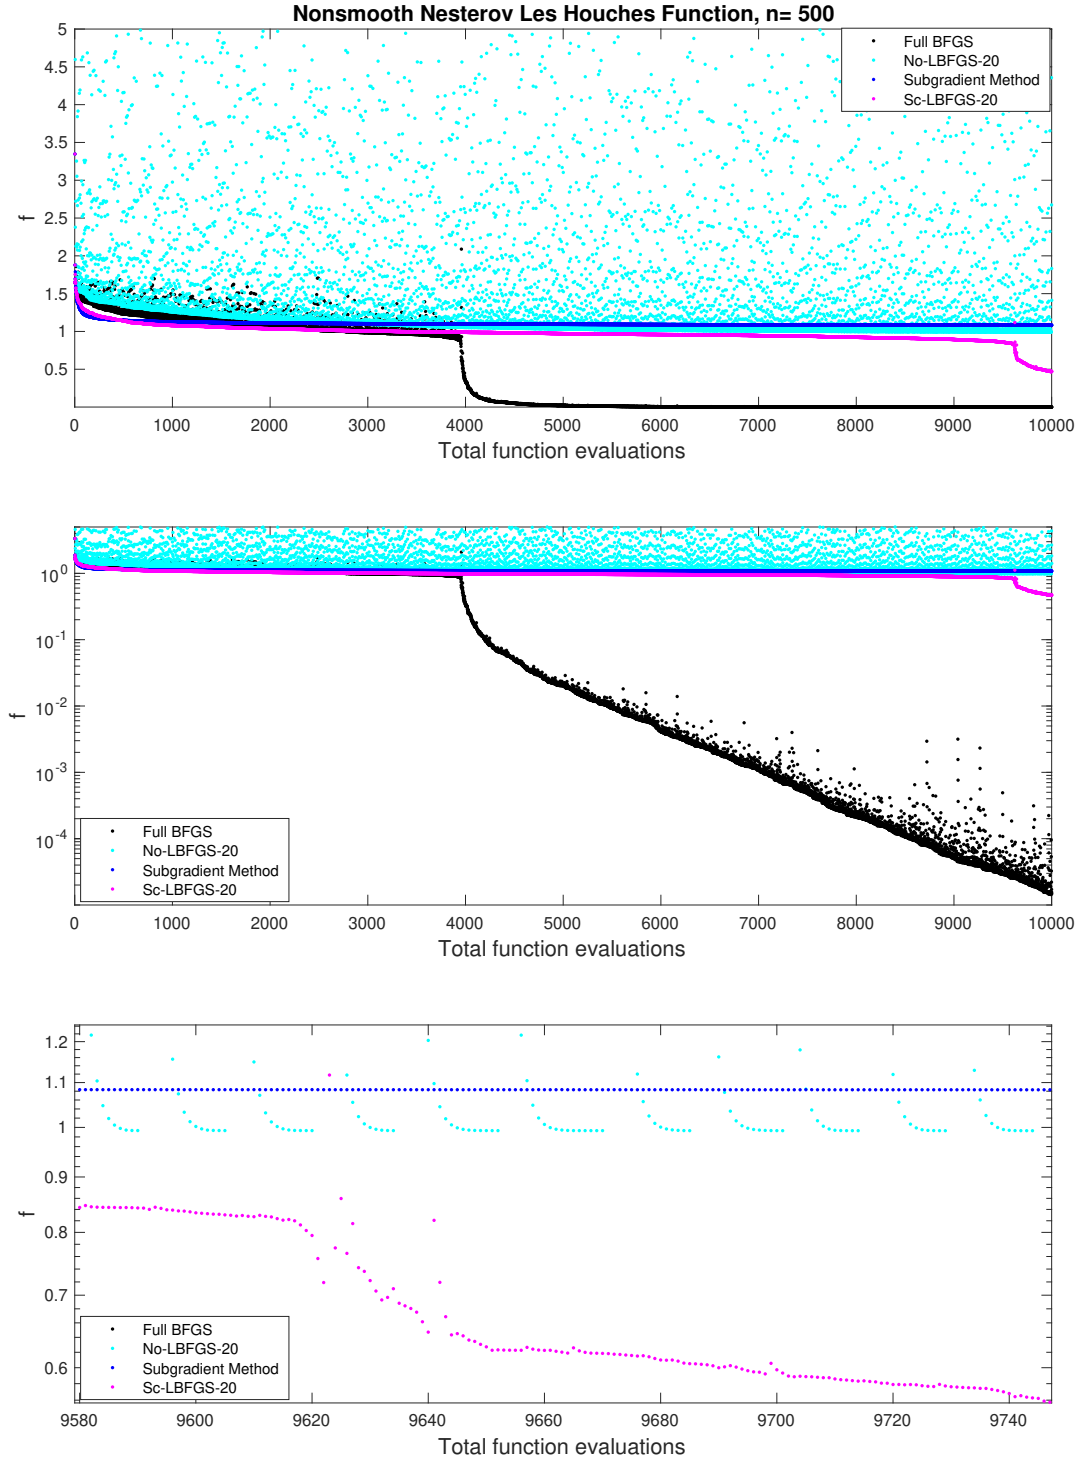 Nonsmooth Nesterov Les Houches Function, n= 500
5
4.5
4
3.5
3
2.5
2
1.5
1
0.5
f
Full BFGS
No-LBFGS-20
Subgradient Method
Sc-LBFGS-20
0 1000 2000 3000 4000 5000 6000 7000 8000 9000 10000
Total function evaluations
10^0
10^-1
10^-2
10^-3
10^-4
f
Full BFGS
No-LBFGS-20
Subgradient Method
Sc-LBFGS-20
0 1000 2000 3000 4000 5000 6000 7000 8000 9000 10000
Total function evaluations
1.2
1.1
1
0.9
0.8
0.7
0.6
f
Full BFGS
No-LBFGS-20
Subgradient Method
Sc-LBFGS-20
9580 9600 9620 9640 9660 9680 9700 9720 9740
Total function evaluations